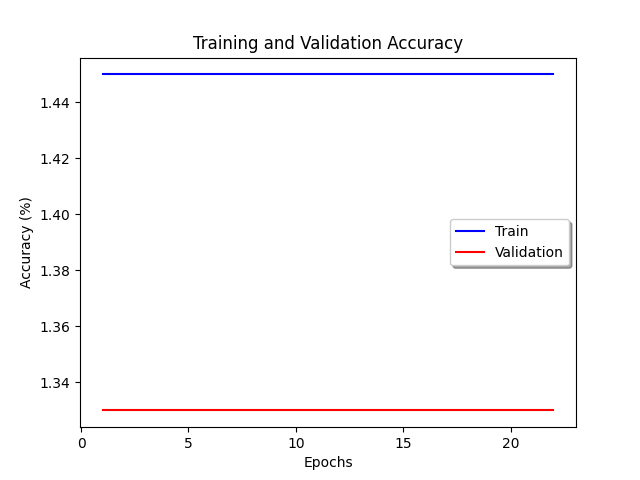 Training and Validation Accuracy
Accuracy (%)
1.44
1.42
1.40
1.38
1.36
1.34
Train
Validation
0 5 10 15 20
Epochs